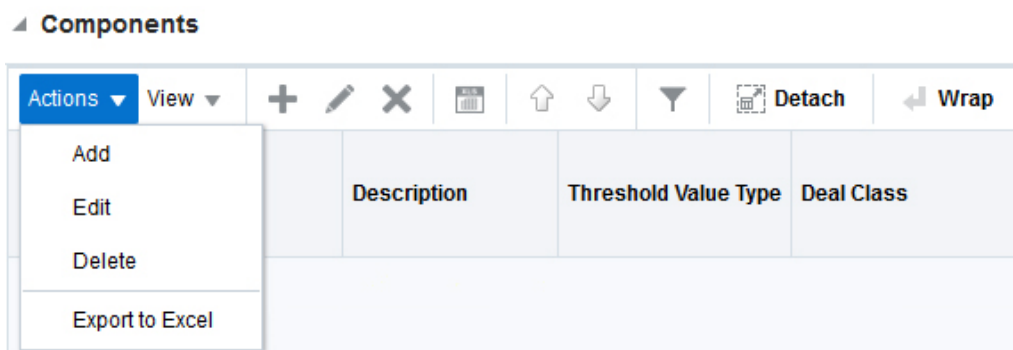 Components
Actions View Detach Wrap
Add
Edit
Delete
Export to Excel
Description Threshold Value Type Deal Class